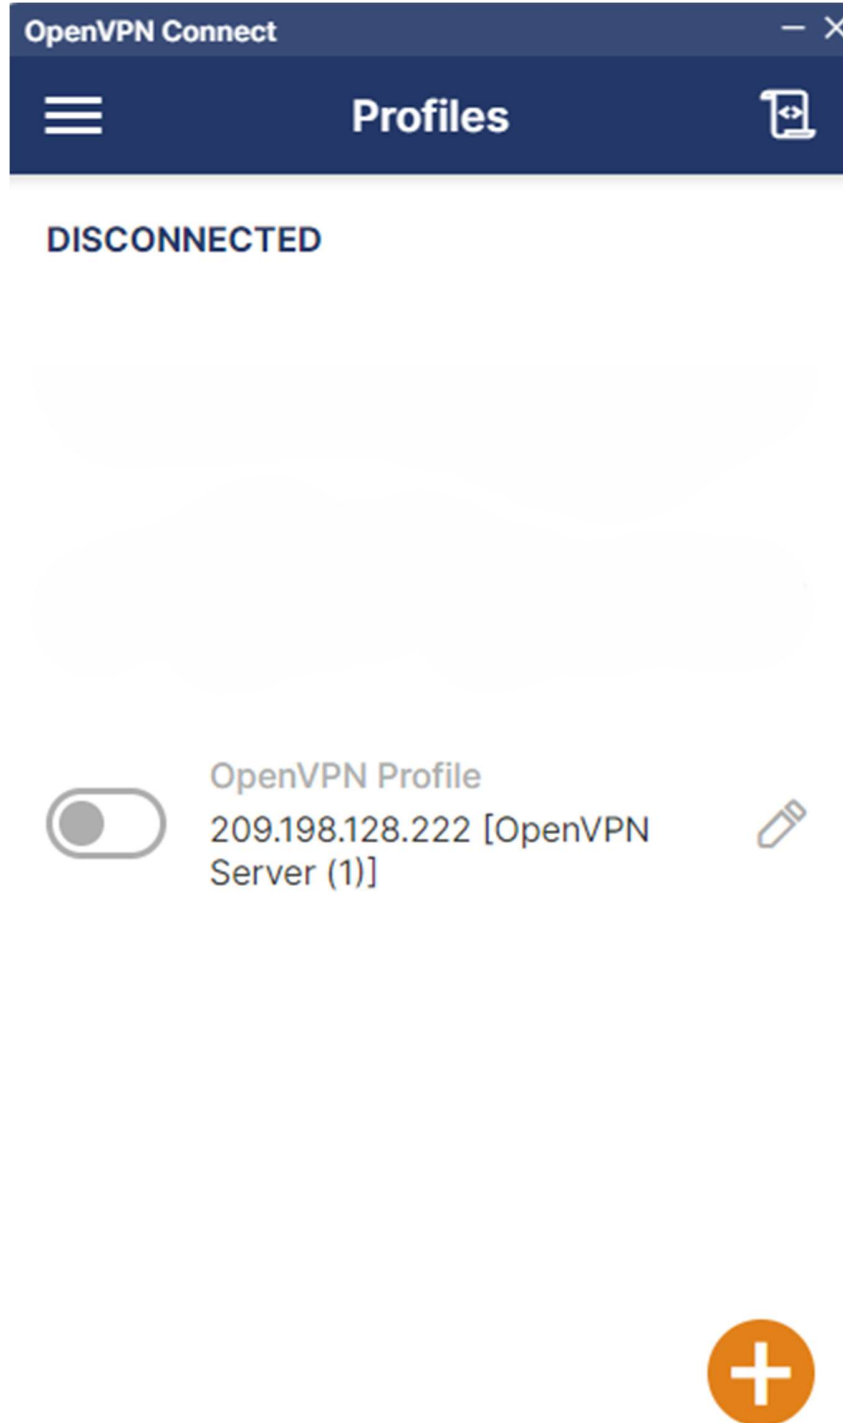 OpenVPN Connect
Profiles
DISCONNECTED
OpenVPN Profile
209.198.128.222 [OpenVPN
Server (1)]